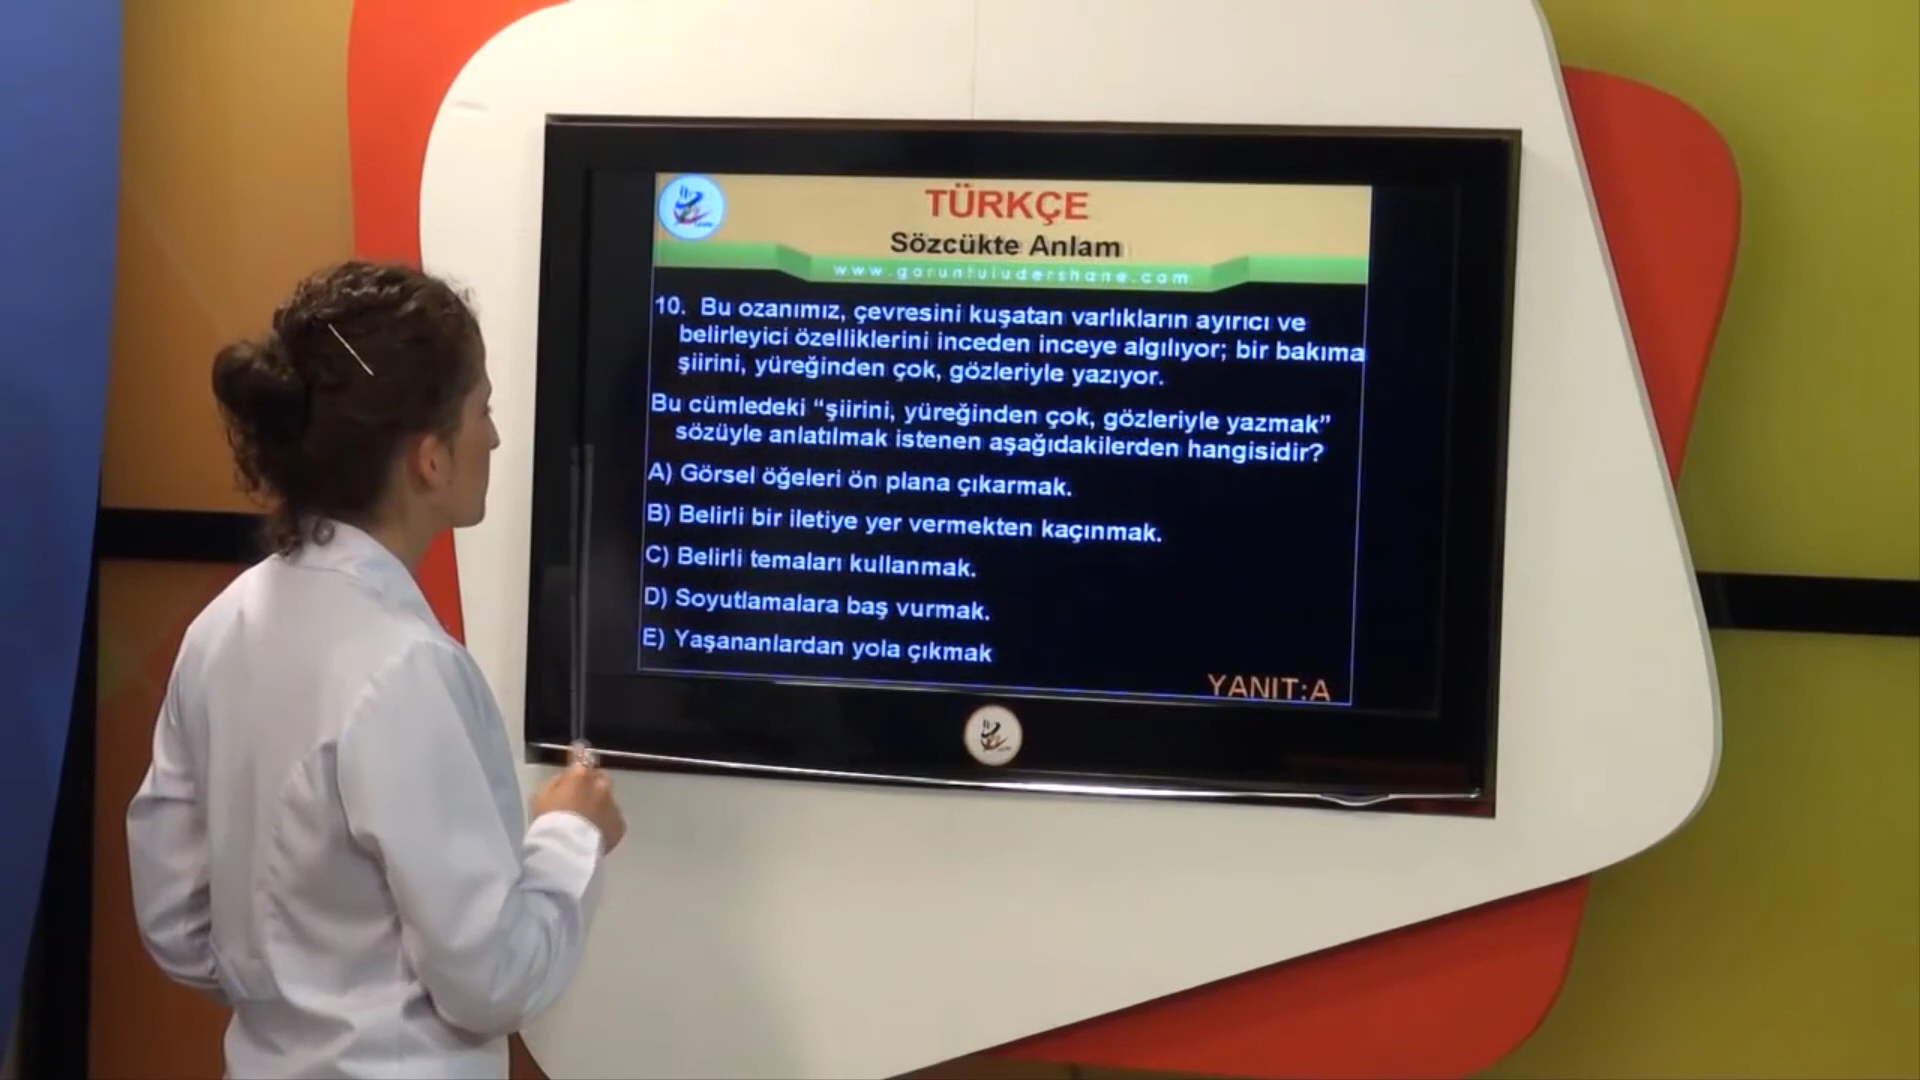 TÜRKÇE
Sözcükte Anlam
www.goruntuludershane.com
10. Bu ozanımız, çevresini kuşatan varlıkların ayırıcı ve
belirleyici özelliklerini inceden inceye algılıyor; bir bakıma
şiirini, yüreğinden çok, gözleriyle yazıyor.
Bu cümledeki “şiirini, yüreğinden çok, gözleriyle yazmak”
sözüyle anlatılmak istenen aşağıdakilerden hangisidir?
A) Görsel öğeleri ön plana çıkarmak.
B) Belirli bir iletiye yer vermekten kaçınmak.
C) Belirli temaları kullanmak.
D) Soyutlamalara baş vurmak.
E) Yaşananlardan yola çıkmak
YANIT:A